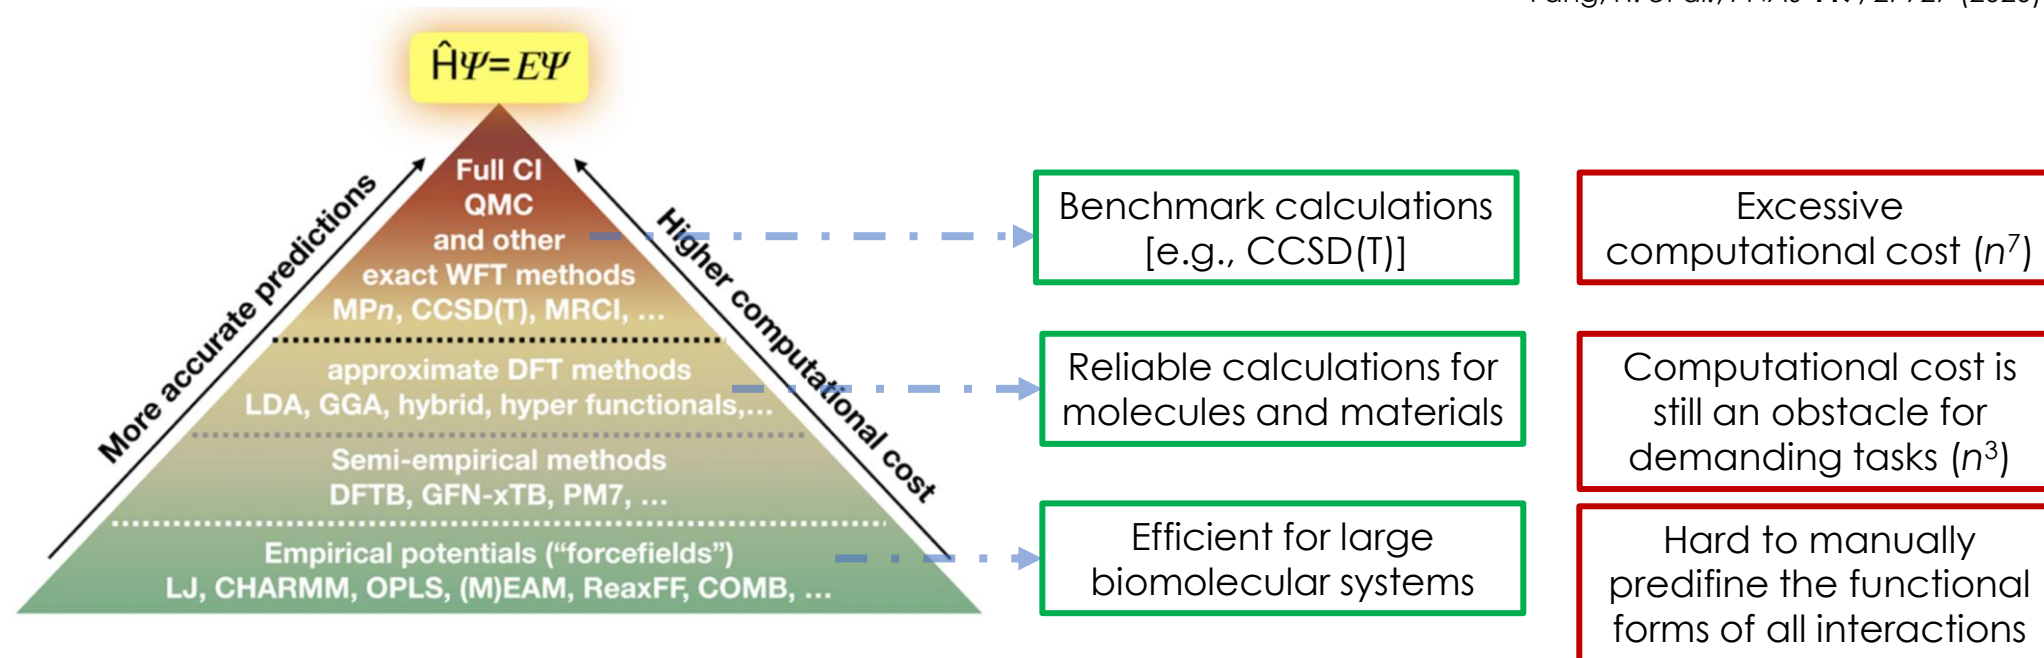 ĤΨ=EΨ
More accurate predictions
Higher computational cost
Full CI
QMC
and other
exact WFT methods
MPn, CCSD(T), MRCI, ...
approximate DFT methods
LDA, GGA, hybrid, hyper functionals,...
Semi-empirical methods
DFTB, GFN-xTB, PM7, ...
Empirical potentials (“forcefields”)
LJ, CHARMM, OPLS, (M)EAM, ReaxFF, COMB, ...
Benchmark calculations
[e.g., CCSD(T)]
Excessive
computational cost (n⁷)
Reliable calculations for
molecules and materials
Computational cost is
still an obstacle for
demanding tasks (n³)
Efficient for large
biomolecular systems
Hard to manually
predifine the functional
forms of all interactions